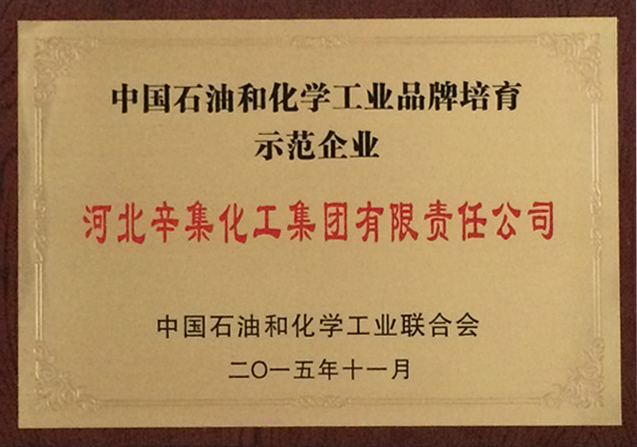 中国石油和化学工业品牌培育
示范企业
河北辛集化工集团有限责任公司
中国石油和化学工业联合会
二〇一五年十一月